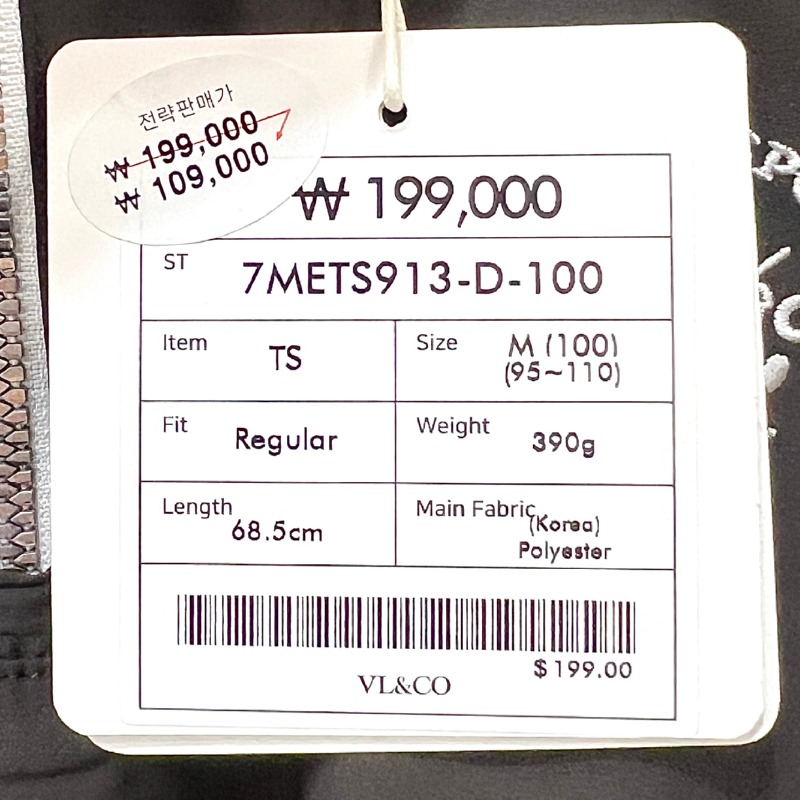 전략판매가
₩ 199,000
₩ 109,000
₩ 199,000
ST 7METS913-D-100
Item TS
Size M (100)
(95~110)
Fit Regular
Weight 390g
Length 68.5cm
Main Fabric (Korea)
Polyester
$199.00
VL&CO